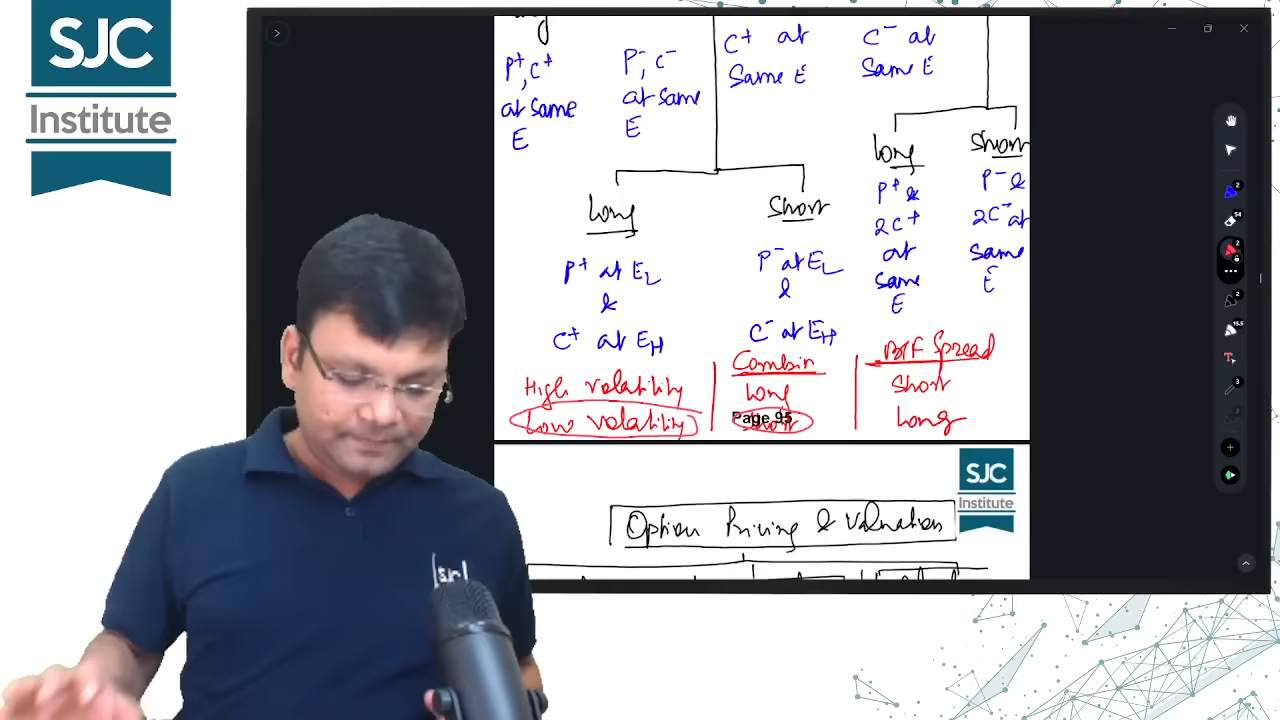 SJC
Institute
P+, C+
at Same
E
P-, C-
at Same
E
C+ at
Same E
C- at
Same E
Long
P+ at EL
&
C+ at EH
Short
P- at EL
&
C- at EH
Long
P+ &
2C+
at
Same
E
Short
P- &
2C- at
Same
E
High volatility
Low volatility
Combin
Long
Short
Page 95
B/F Spread
Short
Long
SJC
Institute
Option Pricing & Valuation
SJC